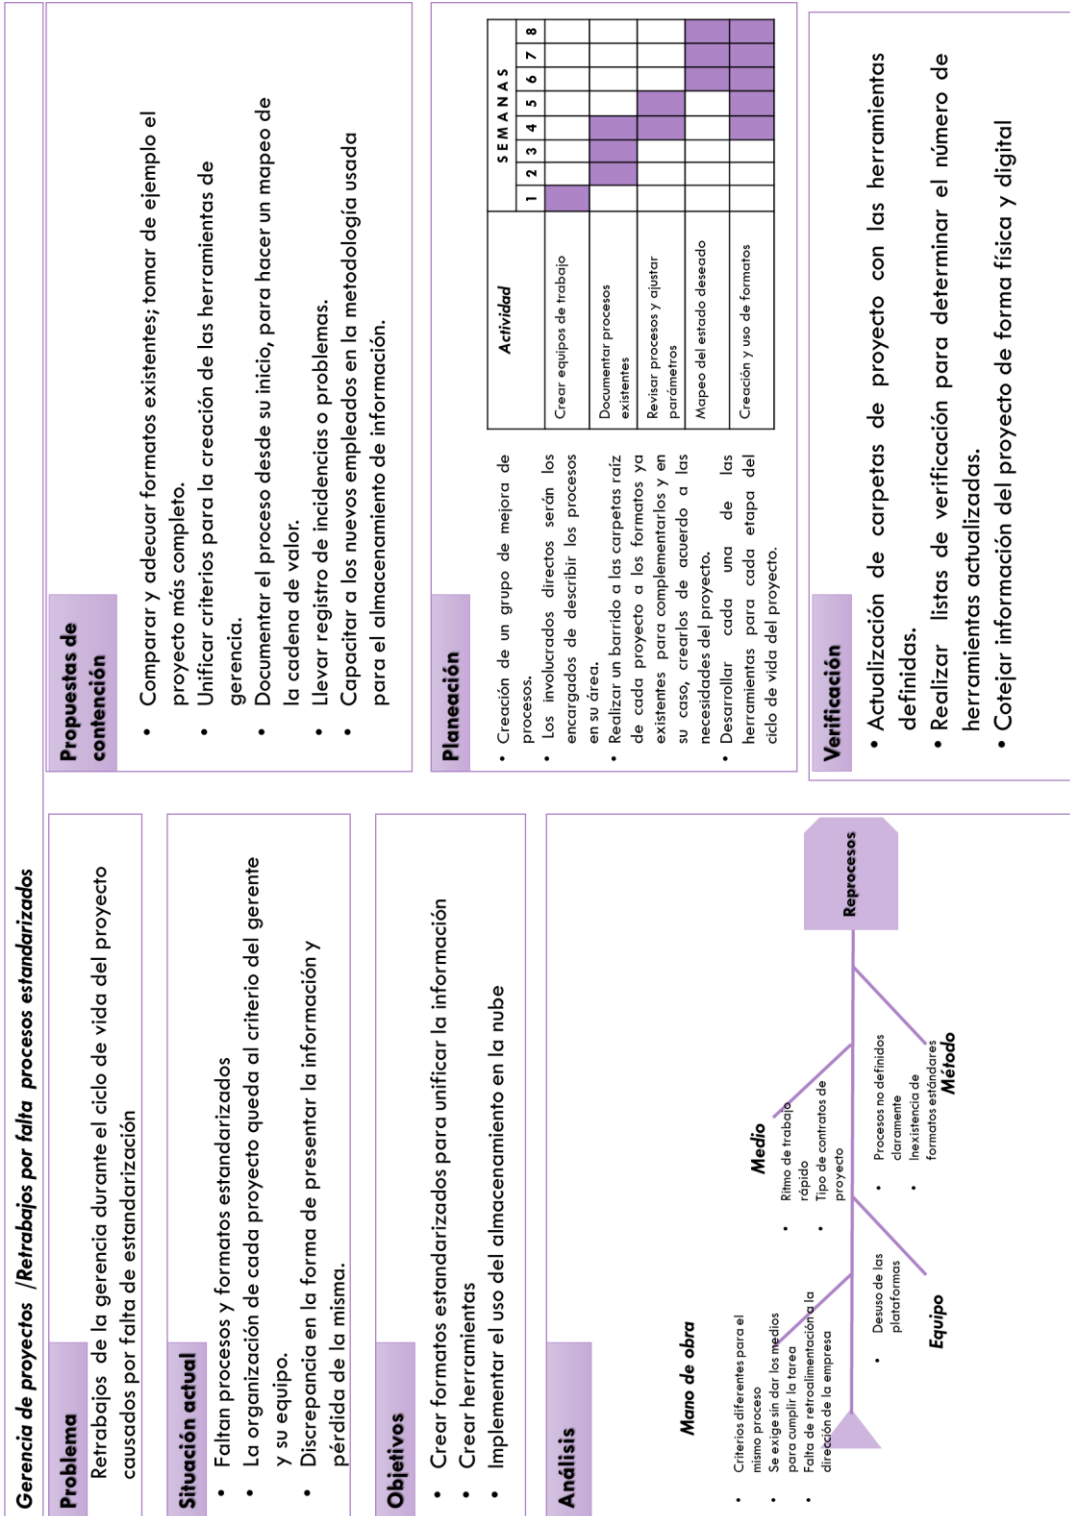 Gerencia de proyectos /Retrabajos por falta procesos estandarizados
Problema
Retrabajos de la gerencia durante el ciclo de vida del proyecto
causados por falta de estandarización
Situación actual
• Faltan procesos y formatos estandarizados
• La organización de cada proyecto queda al criterio del gerente
y su equipo.
• Discrepancia en la forma de presentar la información y
pérdida de la misma.
Objetivos
• Crear formatos estandarizados para unificar la información
• Crear herramientas
• Implementar el uso del almacenamiento en la nube
Análisis
Mano de obra
• Criterios diferentes para el
mismo proceso
• Se exige sin dar los medios
para cumplir la tarea
• Falta de retroalimentación a la
dirección de la empresa
Medio
• Ritmo de trabajo
rápido
• Tipo de contratos de
proyecto
Reprocesos
• Desuso de las
plataformas
Equipo
• Procesos no definidos
claramente
• Inexistencia de
formatos estándares
Método
Propuestas de
contención
• Comparar y adecuar formatos existentes; tomar de ejemplo el
proyecto más completo.
• Unificar criterios para la creación de las herramientas de
gerencia.
• Documentar el proceso desde su inicio, para hacer un mapeo de
la cadena de valor.
• Llevar registro de incidencias o problemas.
• Capacitar a los nuevos empleados en la metodología usada
para el almacenamiento de información.
Planeación
• Creación de un grupo de mejora de
procesos.
• Los involucrados directos serán los
encargados de describir los procesos
en su área.
• Realizar un barrido a las carpetas raíz
de cada proyecto a los formatos ya
existentes para complementarlos y en
su caso, crearlos de acuerdo a las
necesidades del proyecto.
• Desarrollar cada una de las
herramientas para cada etapa del
ciclo de vida del proyecto.
Actividad
SEMANAS
1 2 3 4 5 6 7 8
Crear equipos de trabajo
Documentar procesos
existentes
Revisar procesos y ajustar
parámetros
Mapeo del estado deseado
Creación y uso de formatos
Verificación
• Actualización de carpetas de proyecto con las herramientas
definidas.
• Realizar listas de verificación para determinar el número de
herramientas actualizadas.
• Cotejar información del proyecto de forma física y digital